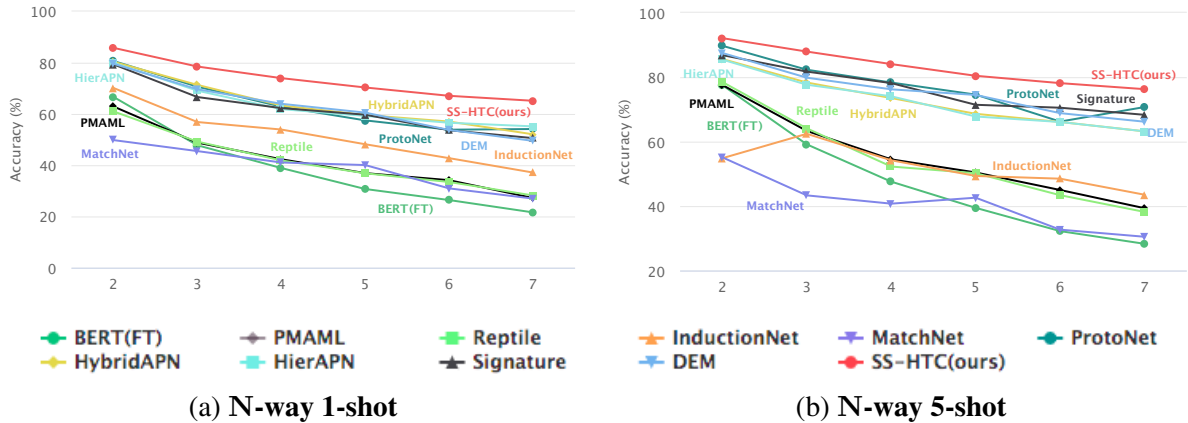 100
80
60
40
20
0
Accuracy (%)
HierAPN
PMAML
MatchNet
Reptile
BERT(FT)
HybridAPN
SS-HTC(ours)
ProtoNet
DEM
InductionNet
2 3 4 5 6 7
100
80
60
40
20
Accuracy (%)
HierAPN
PMAML
BERT(FT)
MatchNet
Reptile
HybridAPN
ProtoNet
SS-HTC(ours)
Signature
DEM
InductionNet
2 3 4 5 6 7
BERT(FT) PMAML Reptile
HybridAPN HierAPN Signature
InductionNet MatchNet ProtoNet
DEM SS-HTC(ours)
(a) N-way 1-shot
(b) N-way 5-shot